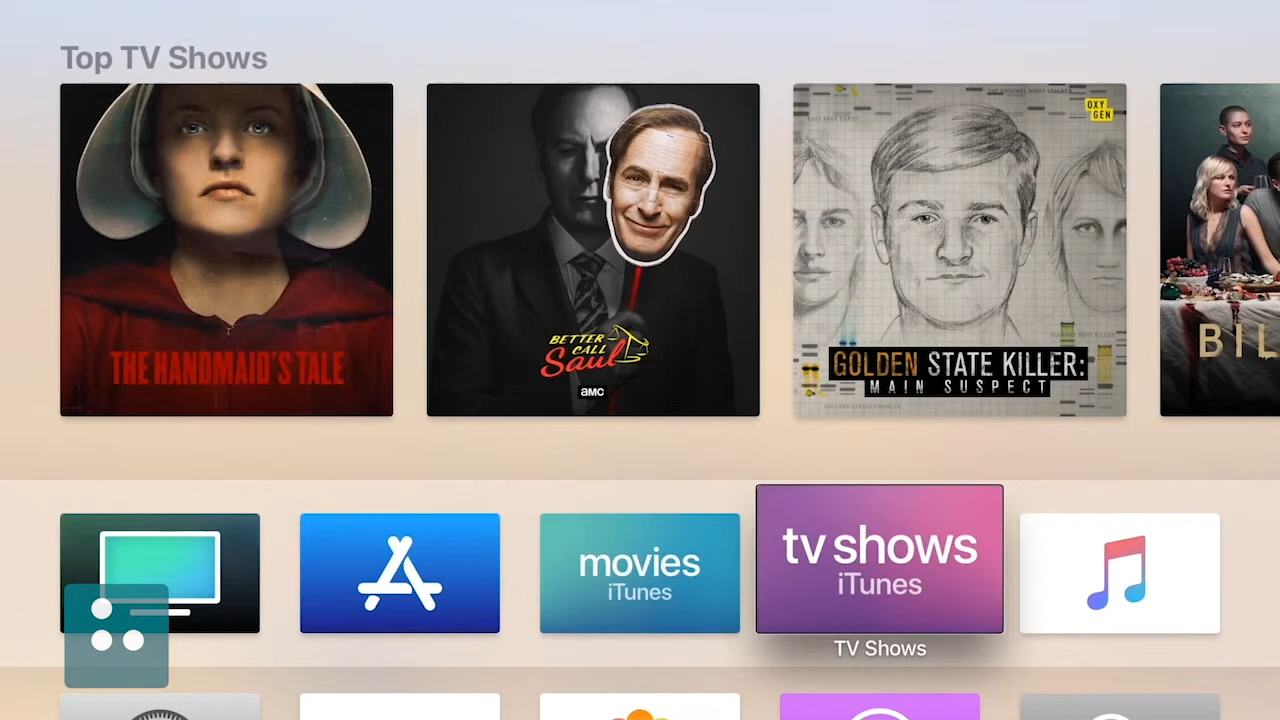 Top TV Shows
THE HANDMAID'S TALE
BETTER
CALL
Saul
aMC
OXY
GEN
GOLDEN STATE KILLER:
MAIN SUSPECT
BIL
movies
iTunes
tv shows
iTunes
TV Shows